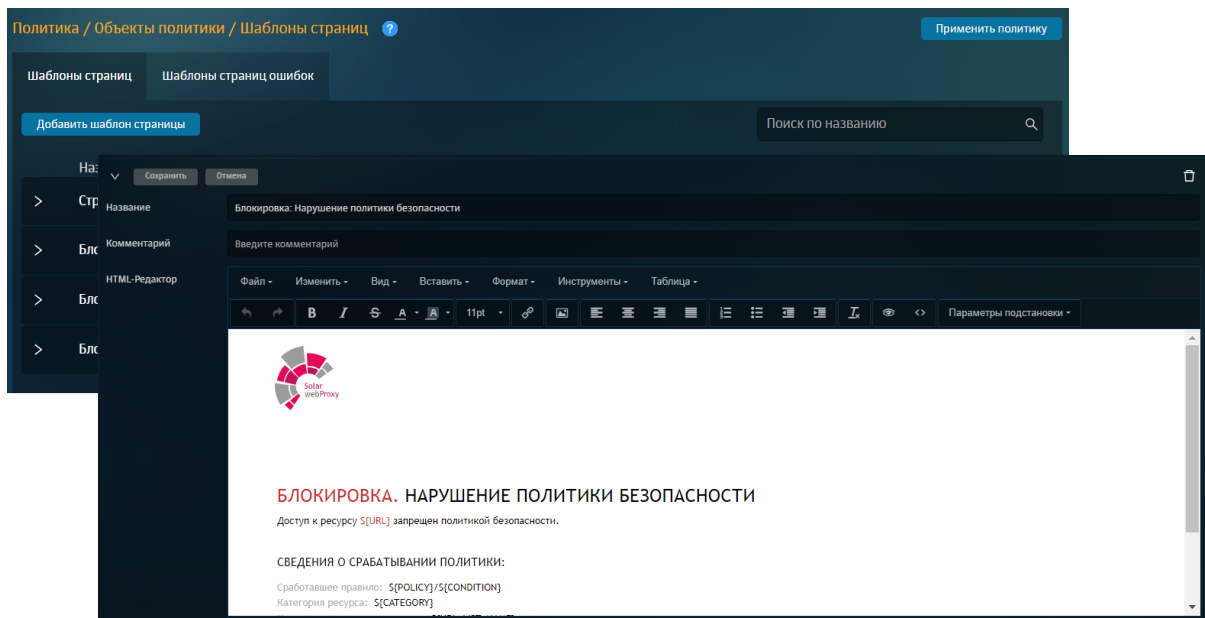 Политика / Объекты политики / Шаблоны страниц ?
Применить политику
Шаблоны страниц Шаблоны страниц ошибок
Добавить шаблон страницы
Поиск по названию
Сохранить Отмена
Название Блокировка: Нарушение политики безопасности
Комментарий Введите комментарий
HTML-Редактор
Файл Изменить Вид Вставить Формат Инструменты Таблица
B I S A A 11pt Параметры подстановки
Solar
webProxy
БЛОКИРОВКА. НАРУШЕНИЕ ПОЛИТИКИ БЕЗОПАСНОСТИ
Доступ к ресурсу $[URL] запрещен политикой безопасности.
СВЕДЕНИЯ О СРАБАТЫВАНИИ ПОЛИТИКИ:
Сработавшее правило: $[POLICY]/$[CONDITION]
Категория ресурса: $[CATEGORY]